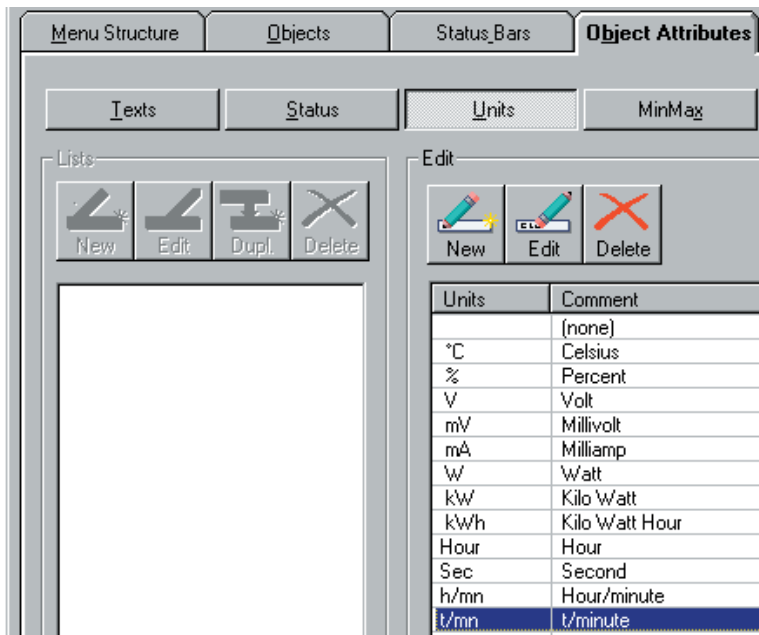 Menu Structure Objects Status_Bars Object Attributes
Texts Status Units MinMax
Lists Edit
New Edit Dupl. Delete New Edit Delete
Units Comment
(none)
°C Celsius
% Percent
V Volt
mV Millivolt
mA Milliamp
W Watt
kW Kilo Watt
kWh Kilo Watt Hour
Hour Hour
Sec Second
h/mn Hour/minute
t/mn t/minute